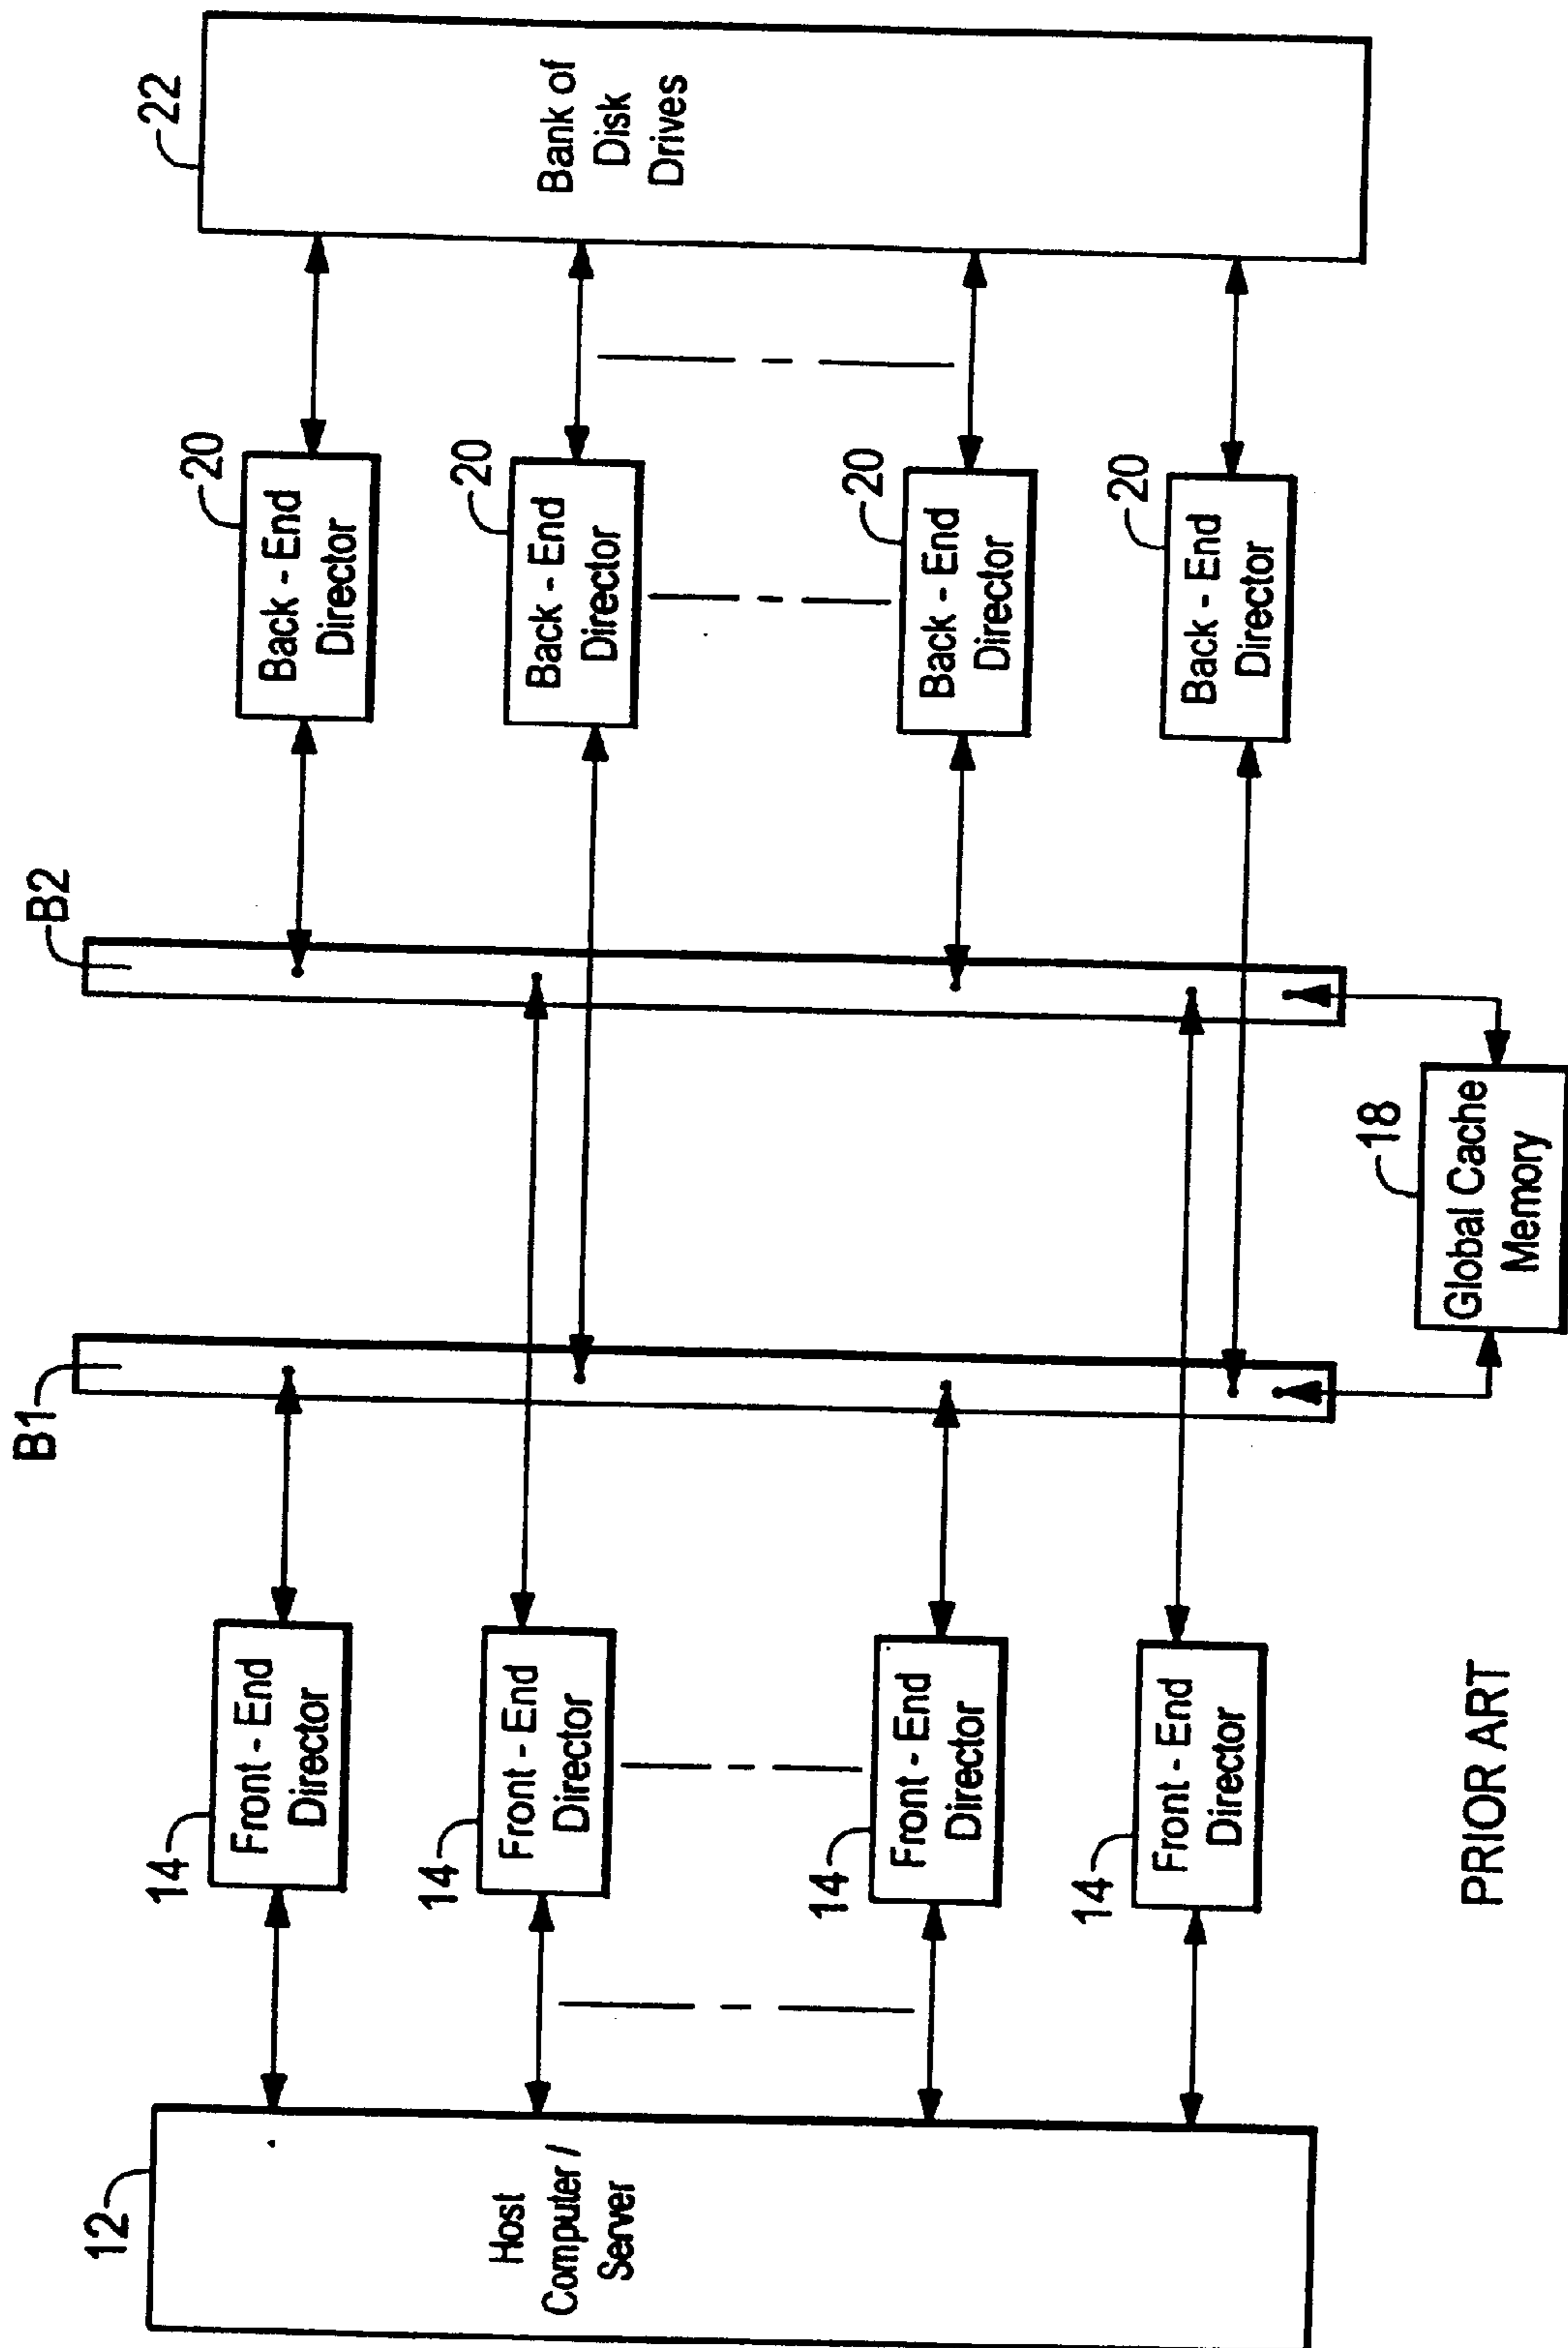 12
Host
Computer /
Server
14
Front - End
Director
14
Front - End
Director
14
Front - End
Director
14
Front - End
Director
B1
B2
18
Global Cache
Memory
20
Back - End
Director
20
Back - End
Director
20
Back - End
Director
20
Back - End
Director
22
Bank of
Disk
Drives
PRIOR ART